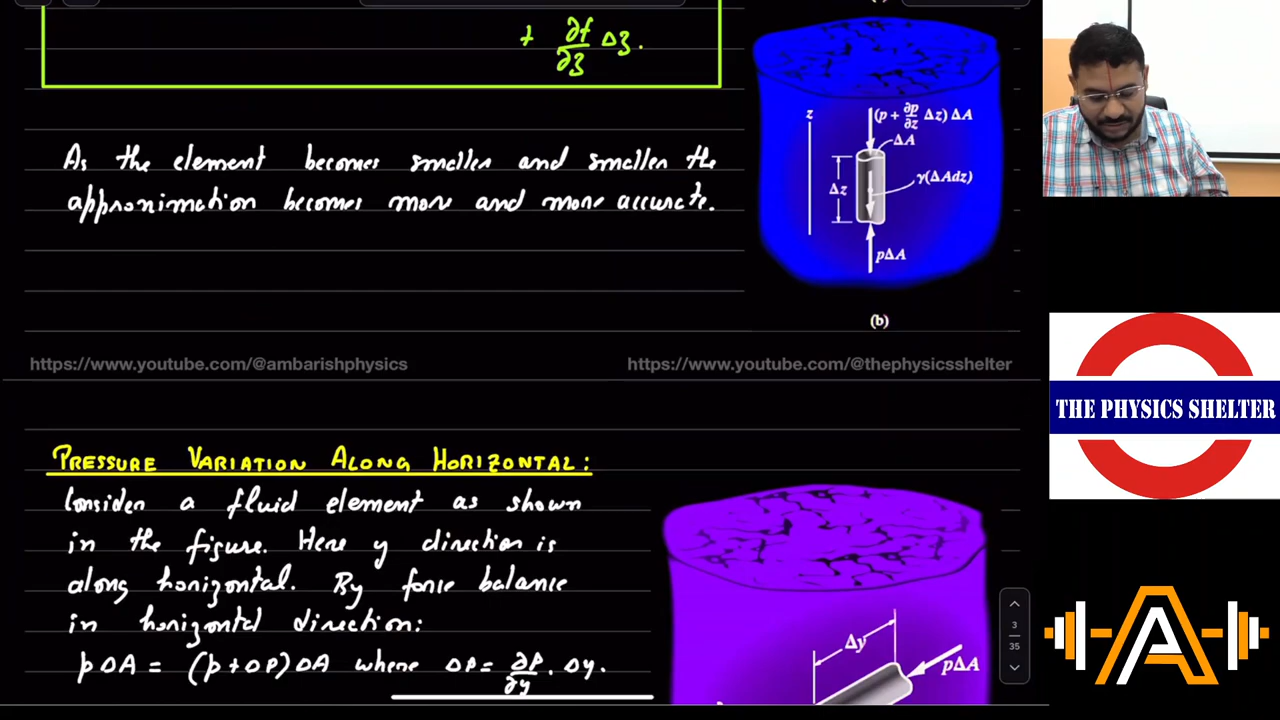 + ∂f/∂z Δz.
As the element becomes smaller and smaller the
approximation becomes more and more accurate.
z
(p + ∂p/∂z Δz) ΔA
ΔA
Δz
γ(ΔAdz)
pΔA
(b)
https://www.youtube.com/@ambarishphysics
https://www.youtube.com/@thephysicsshelter
THE PHYSICS SHELTER
PRESSURE VARIATION ALONG HORIZONTAL:
Consider a fluid element as shown
in the figure. Here y direction is
along horizontal. By force balance
in horizontal direction:
pΔA = (p+ΔP)ΔA where ΔP = ∂P/∂y . Δy.
Δy
pΔA
3
35